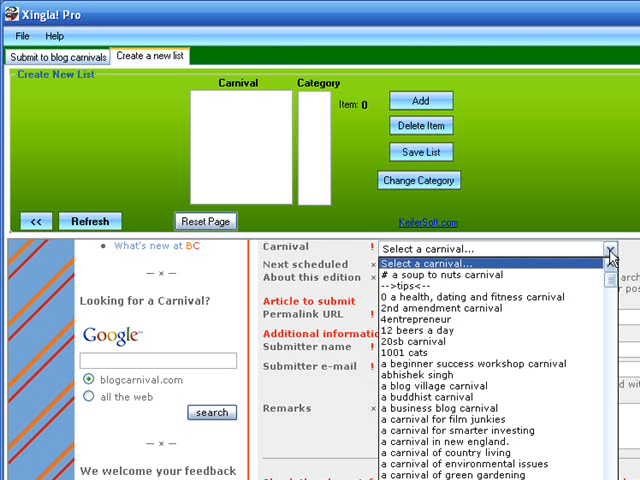 Xingla! Pro
File Help
Submit to blog carnivals Create a new list
Create New List
Carnival Category
Item: 0
Add
Delete Item
Save List
Change Category
<< Refresh Reset Page KeiferSoft.com
What's new at BC
— × —
Looking for a Carnival?
Google™
blogcarnival.com
all the web
search
— × —
We welcome your feedback
Carnival ! Select a carnival...
Next scheduled ×
About this edition ×
Article to submit
Permalink URL !
Additional informatio
Submitter name !
Submitter e-mail !
Remarks ×
Select a carnival...
# a soup to nuts carnival
-->tips<--
0 a health, dating and fitness carnival
2nd amendment carnival
4entrepreneur
12 beers a day
20sb carnival
1001 cats
a beginner success workshop carnival
abhishek singh
a blog village carnival
a buddhist carnival
a business blog carnival
a carnival for film junkies
a carnival for smarter investing
a carnival in new england.
a carnival of country living
a carnival of environmental issues
a carnival of green gardening